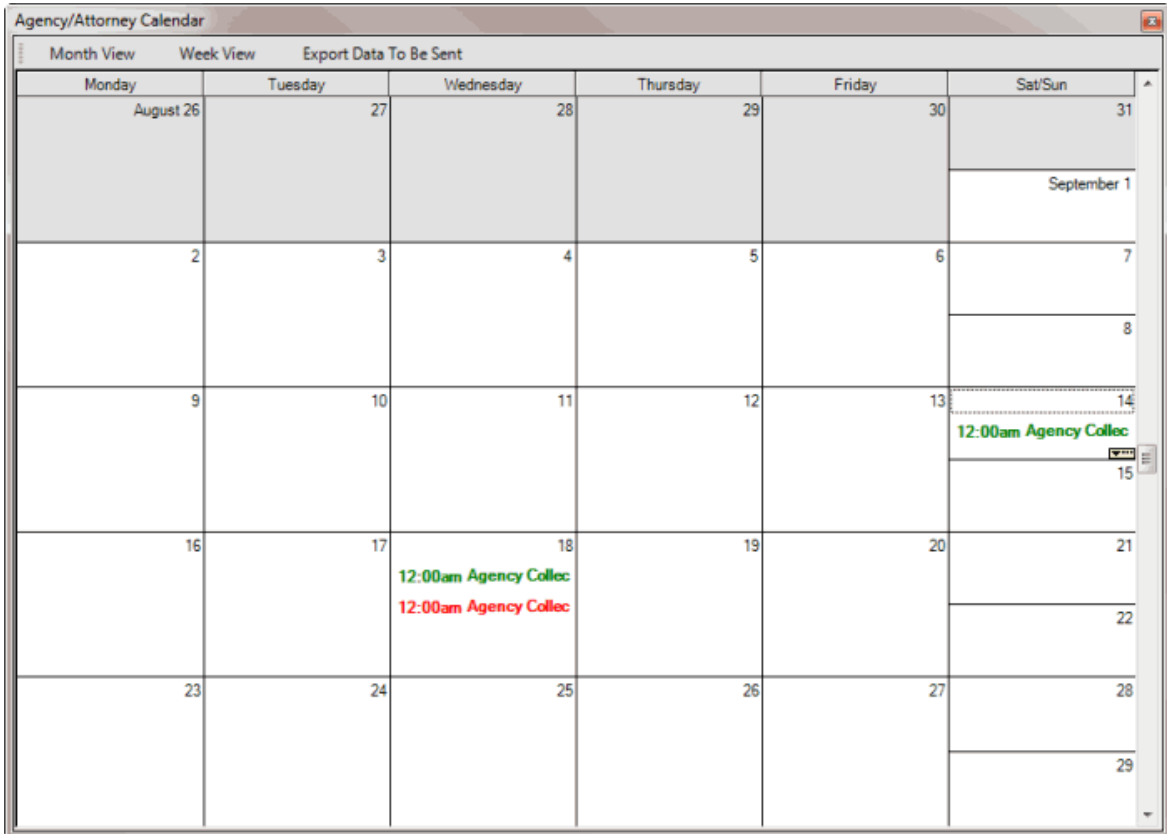 Agency/Attorney Calendar
Month View Week View Export Data To Be Sent
Monday Tuesday Wednesday Thursday Friday Sat/Sun
August 26 27 28 29 30 31
September 1
2 3 4 5 6 7
8
9 10 11 12 13 14
12:00am Agency Collec
15
16 17 18 19 20 21
12:00am Agency Collec
12:00am Agency Collec
22
23 24 25 26 27 28
29